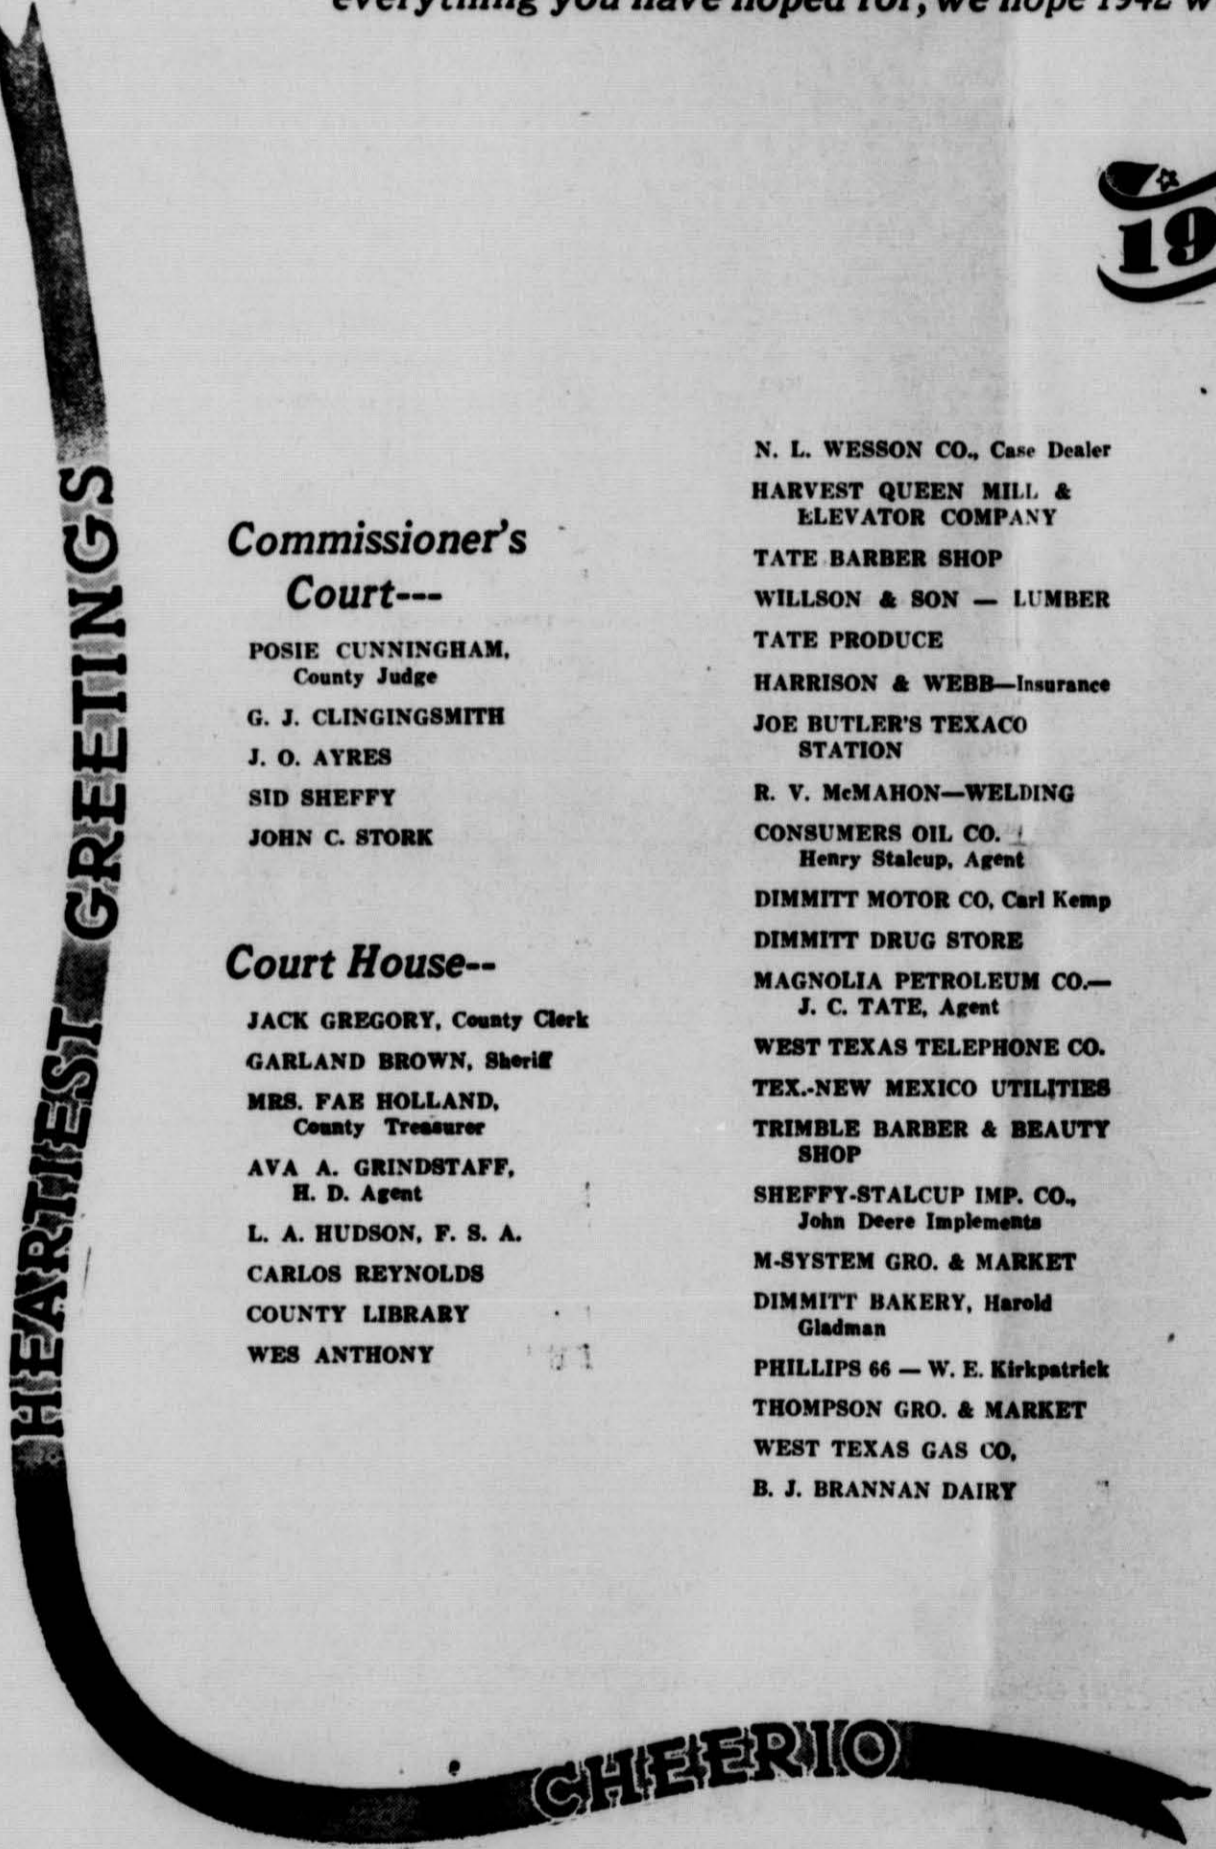 everything you have hoped for, we hope 1942 w
19
HEARTIEST GREETINGS
Commissioner's
Court---
POSIE CUNNINGHAM,
County Judge
G. J. CLINGINGSMITH
J. O. AYRES
SID SHEFFY
JOHN C. STORK
Court House--
JACK GREGORY, County Clerk
GARLAND BROWN, Sheriff
MRS. FAE HOLLAND,
County Treasurer
AVA A. GRINDSTAFF,
H. D. Agent
L. A. HUDSON, F. S. A.
CARLOS REYNOLDS
COUNTY LIBRARY
WES ANTHONY
N. L. WESSON CO., Case Dealer
HARVEST QUEEN MILL &
ELEVATOR COMPANY
TATE BARBER SHOP
WILLSON & SON — LUMBER
TATE PRODUCE
HARRISON & WEBB—Insurance
JOE BUTLER'S TEXACO
STATION
R. V. McMAHON—WELDING
CONSUMERS OIL CO.
Henry Stalcup, Agent
DIMMITT MOTOR CO, Carl Kemp
DIMMITT DRUG STORE
MAGNOLIA PETROLEUM CO.—
J. C. TATE, Agent
WEST TEXAS TELEPHONE CO.
TEX.-NEW MEXICO UTILITIES
TRIMBLE BARBER & BEAUTY
SHOP
SHEFFY-STALCUP IMP. CO.,
John Deere Implements
M-SYSTEM GRO. & MARKET
DIMMITT BAKERY, Harold
Gladman
PHILLIPS 66 — W. E. Kirkpatrick
THOMPSON GRO. & MARKET
WEST TEXAS GAS CO,
B. J. BRANNAN DAIRY
CHEERIO